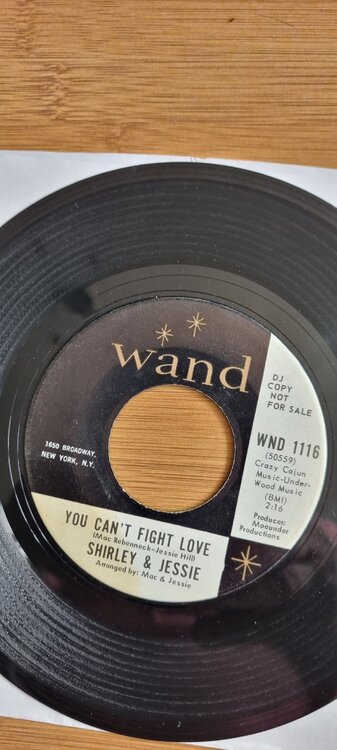 wand
DJ
COPY
NOT
FOR SALE
1650 BROADWAY,
NEW YORK, N.Y.
WND 1116
(50559)
Crazy Cajun
Music-Under-
Wood Music
(BMI)
2:16
Producer:
Moeunder
Productions
YOU CAN'T FIGHT LOVE
(Mac Rebenneck-Jessie Hill)
SHIRLEY & JESSIE
Arranged by: Mac & Jessie